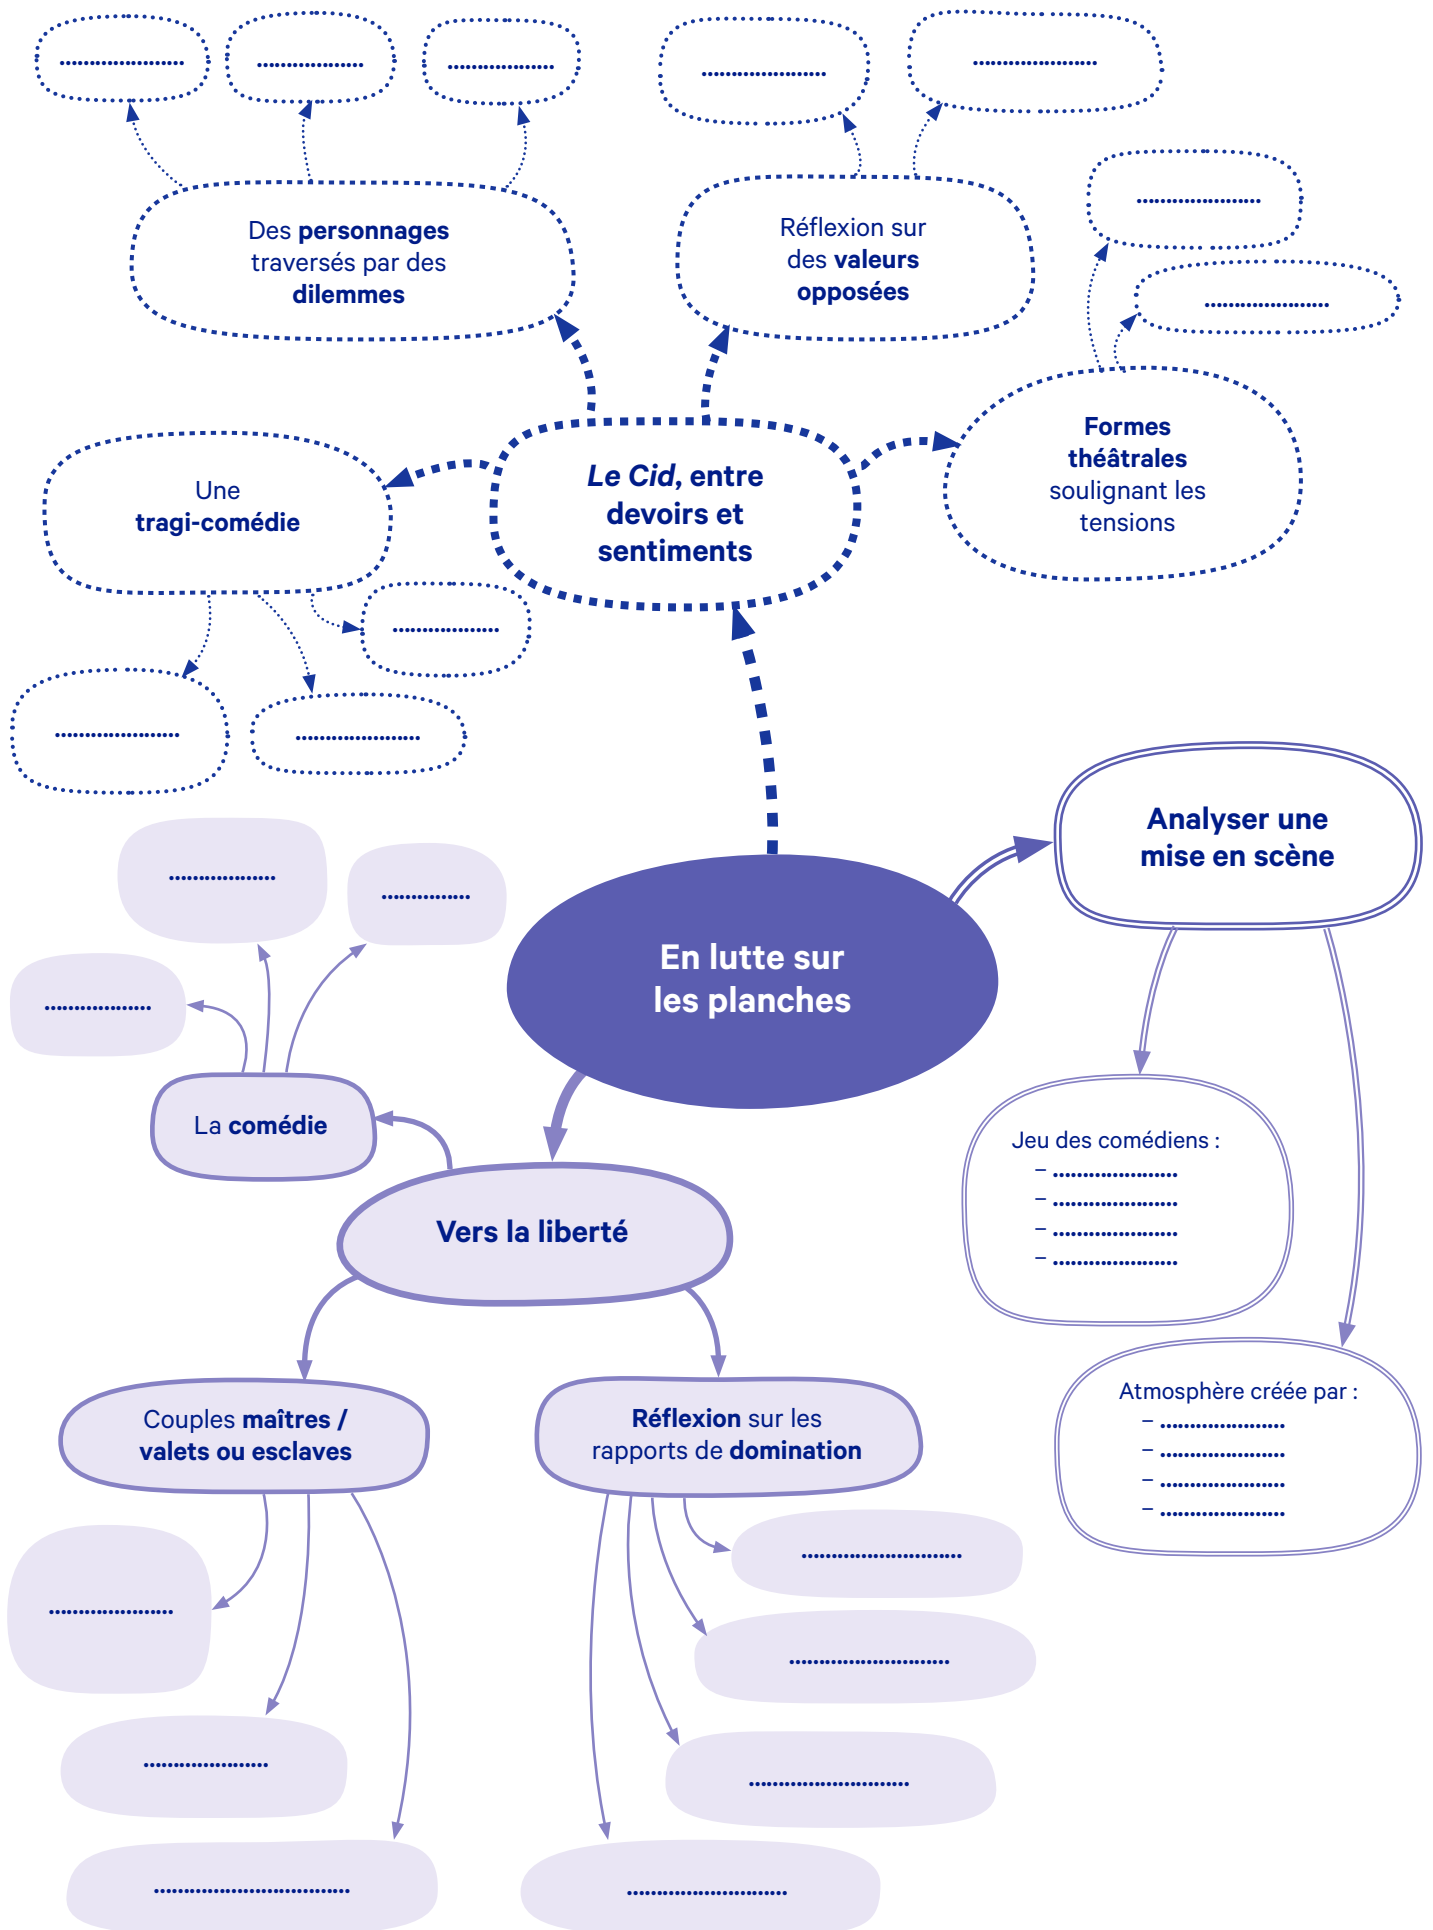 .....................
..................
..................
.....................
.....................
.....................
.....................
Des personnages
traversés par des
dilemmes
Réflexion sur
des valeurs
opposées
Formes
théâtrales
soulignant les
tensions
Le Cid, entre
devoirs et
sentiments
Une
tragi-comédie
..................
.....................
.....................
Analyser une
mise en scène
..................
...............
..................
En lutte sur
les planches
La comédie
Vers la liberté
Jeu des comédiens :
– .....................
– .....................
– .....................
– .....................
Atmosphère créée par :
– .....................
– .....................
– .....................
– .....................
Couples maîtres /
valets ou esclaves
Réflexion sur les
rapports de domination
.....................
.....................
.................................
...........................
...........................
...........................
...........................